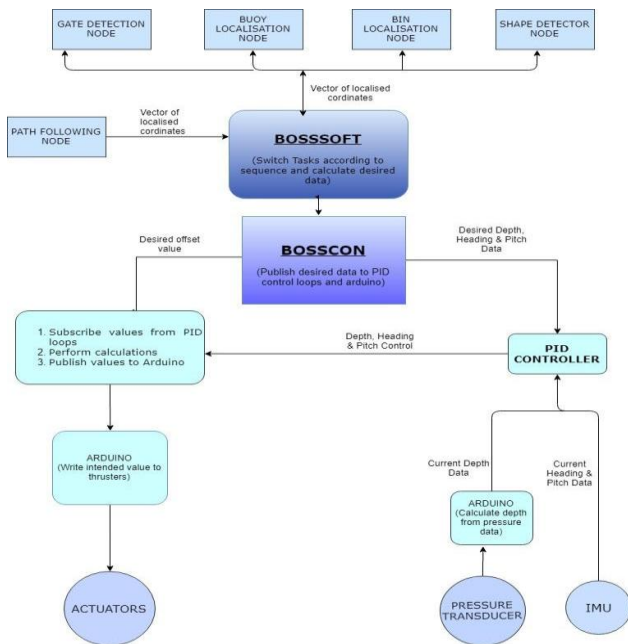 GATE DETECTION
NODE
BUOY
LOCALISATION
NODE
BIN
LOCALISATION
NODE
SHAPE DETECTOR
NODE
Vector of
localised cordinates
Vector of
localised
cordinates
PATH FOLLOWING
NODE
BOSSSOFT
(Switch Tasks according to
sequence and calculate desired
data)
Desired offset
value
BOSSCON
(Publish desired data to PID
control loops and arduino)
Desired Depth,
Heading & Pitch
Data
1. Subscribe values from PID
loops
2. Perform calculations
3. Publish values to Arduino
Depth, Heading
& Pitch Control
PID
CONTROLLER
ARDUINO
(Write intended value to
thrusters)
Current Depth
Data
Current
Heading &
Pitch Data
ARDUINO
(Calculate depth
from pressure
data)
ACTUATORS
PRESSURE
TRANSDUCER
IMU